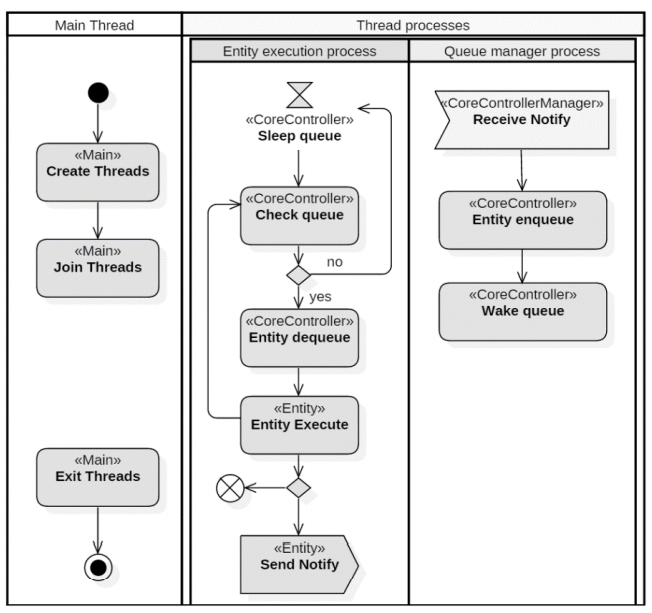 Main Thread
Thread processes
Entity execution process
Queue manager process
«Main»
Create Threads
«Main»
Join Threads
«Main»
Exit Threads
«CoreController»
Sleep queue
«CoreController»
Check queue
no
yes
«CoreController»
Entity dequeue
«Entity»
Entity Execute
«Entity»
Send Notify
«CoreControllerManager»
Receive Notify
«CoreController»
Entity enqueue
«CoreController»
Wake queue